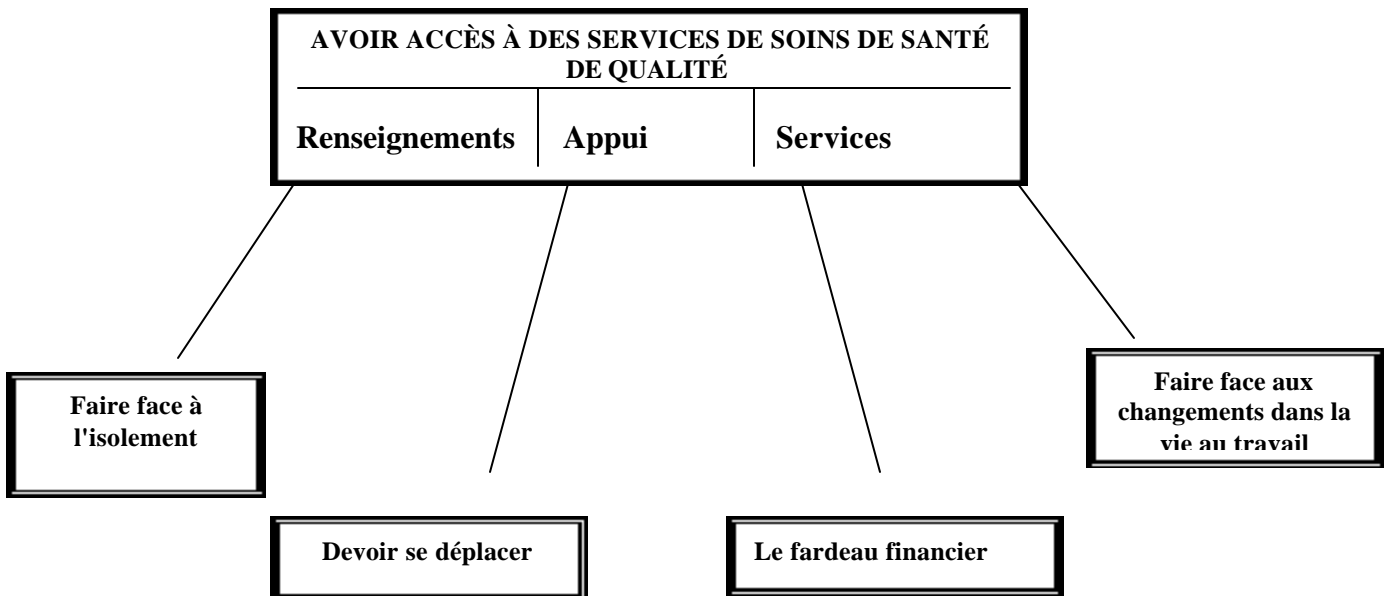 AVOIR ACCÈS À DES SERVICES DE SOINS DE SANTÉ
DE QUALITÉ
Renseignements Appui Services
Faire face à
l'isolement
Faire face aux
changements dans la
vie au travail
Devoir se déplacer
Le fardeau financier